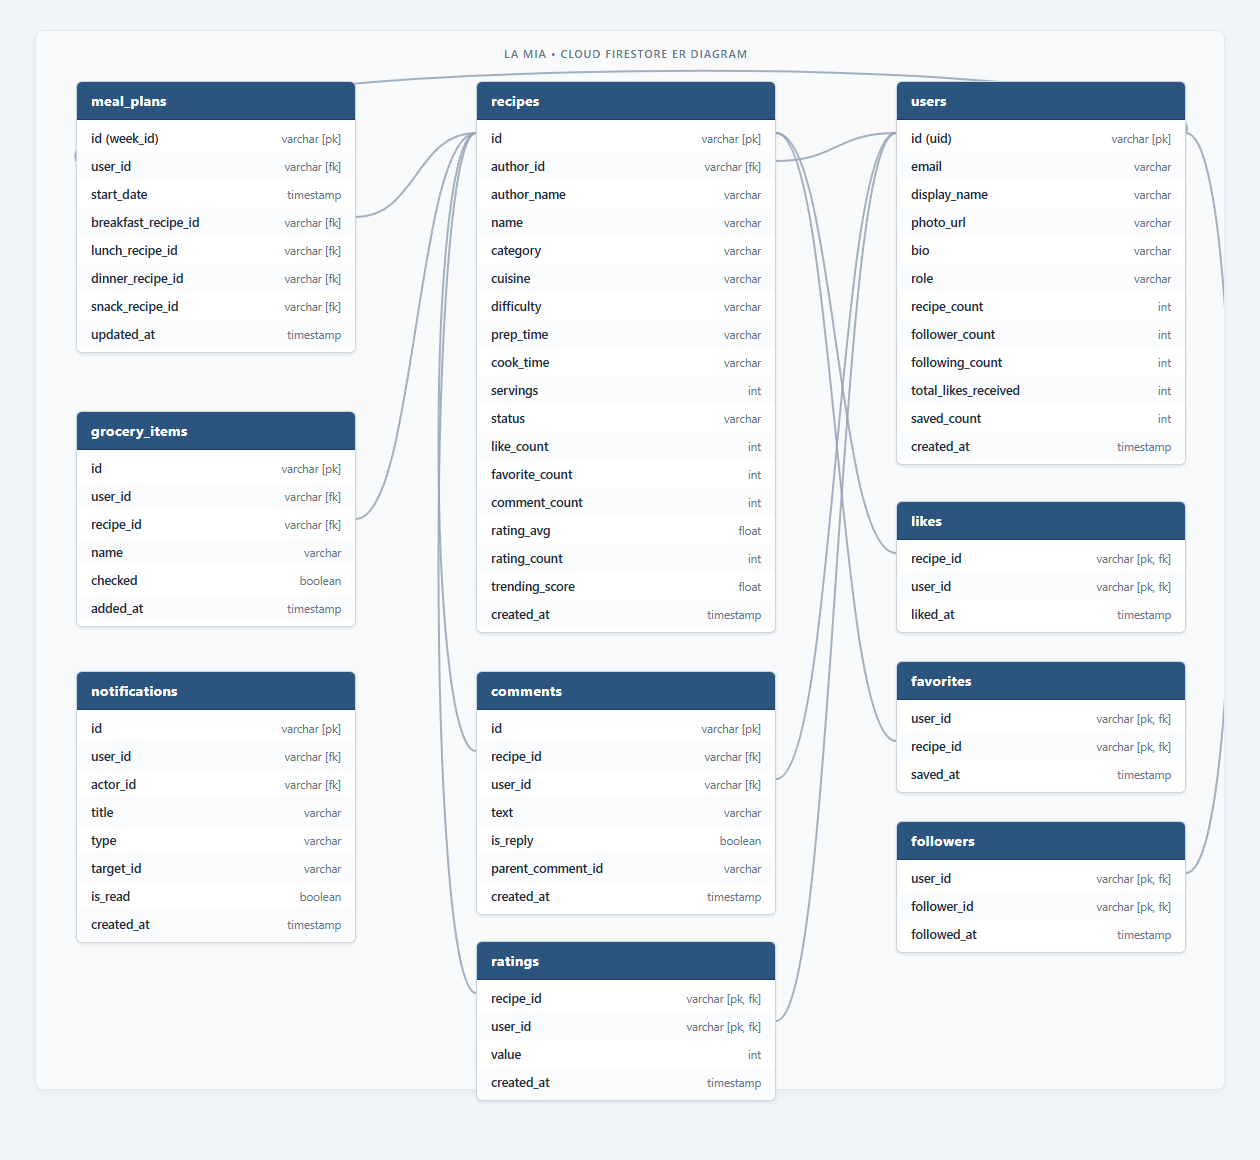 LA MIA • CLOUD FIRESTORE ER DIAGRAM
meal_plans
id (week_id) varchar [pk]
user_id varchar [fk]
start_date timestamp
breakfast_recipe_id varchar [fk]
lunch_recipe_id varchar [fk]
dinner_recipe_id varchar [fk]
snack_recipe_id varchar [fk]
updated_at timestamp
grocery_items
id varchar [pk]
user_id varchar [fk]
recipe_id varchar [fk]
name varchar
checked boolean
added_at timestamp
notifications
id varchar [pk]
user_id varchar [fk]
actor_id varchar [fk]
title varchar
type varchar
target_id varchar
is_read boolean
created_at timestamp
recipes
id varchar [pk]
author_id varchar [fk]
author_name varchar
name varchar
category varchar
cuisine varchar
difficulty varchar
prep_time varchar
cook_time varchar
servings int
status varchar
like_count int
favorite_count int
comment_count int
rating_avg float
rating_count int
trending_score float
created_at timestamp
comments
id varchar [pk]
recipe_id varchar [fk]
user_id varchar [fk]
text varchar
is_reply boolean
parent_comment_id varchar
created_at timestamp
ratings
recipe_id varchar [pk, fk]
user_id varchar [pk, fk]
value int
created_at timestamp
users
id (uid) varchar [pk]
email varchar
display_name varchar
photo_url varchar
bio varchar
role varchar
recipe_count int
follower_count int
following_count int
total_likes_received int
saved_count int
created_at timestamp
likes
recipe_id varchar [pk, fk]
user_id varchar [pk, fk]
liked_at timestamp
favorites
user_id varchar [pk, fk]
recipe_id varchar [pk, fk]
saved_at timestamp
followers
user_id varchar [pk, fk]
follower_id varchar [pk, fk]
followed_at timestamp